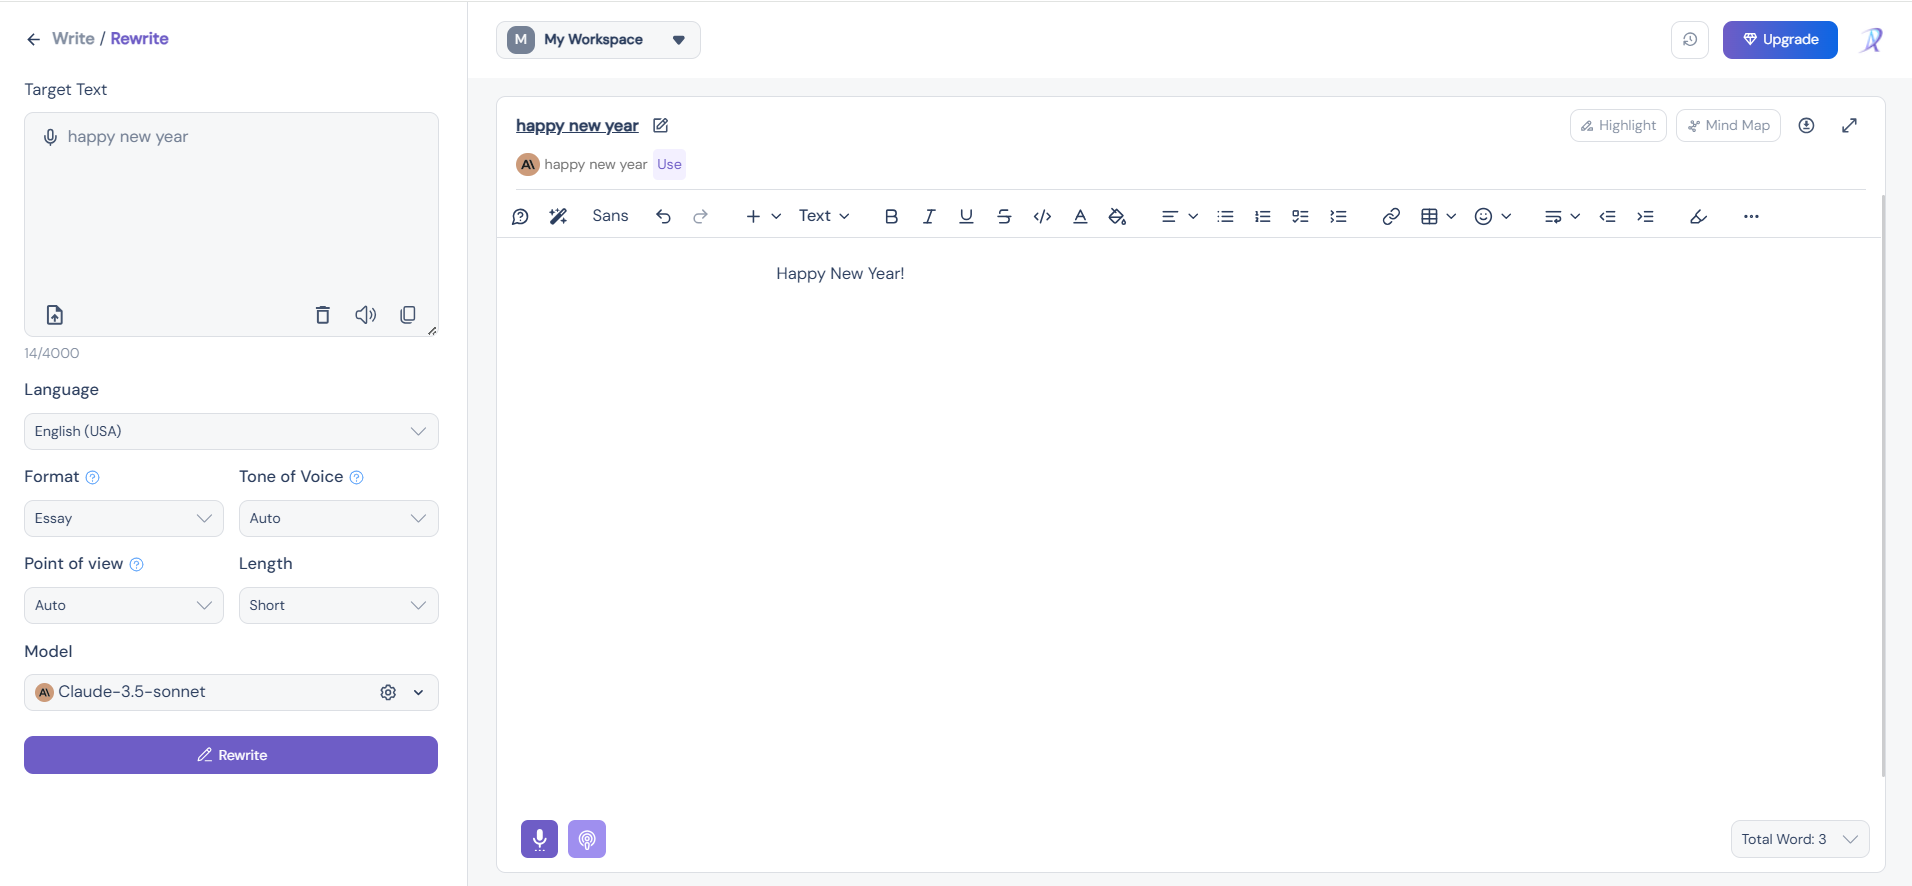 Write / Rewrite
Target Text
happy new year
14/4000
Language
English (USA)
Format
Tone of Voice
Essay
Auto
Point of view
Length
Auto
Short
Model
A\ Claude-3.5-sonnet
Rewrite
M My Workspace
Upgrade
happy new year
Highlight
Mind Map
A\ happy new year Use
Sans
Text
Happy New Year!
Total Word: 3